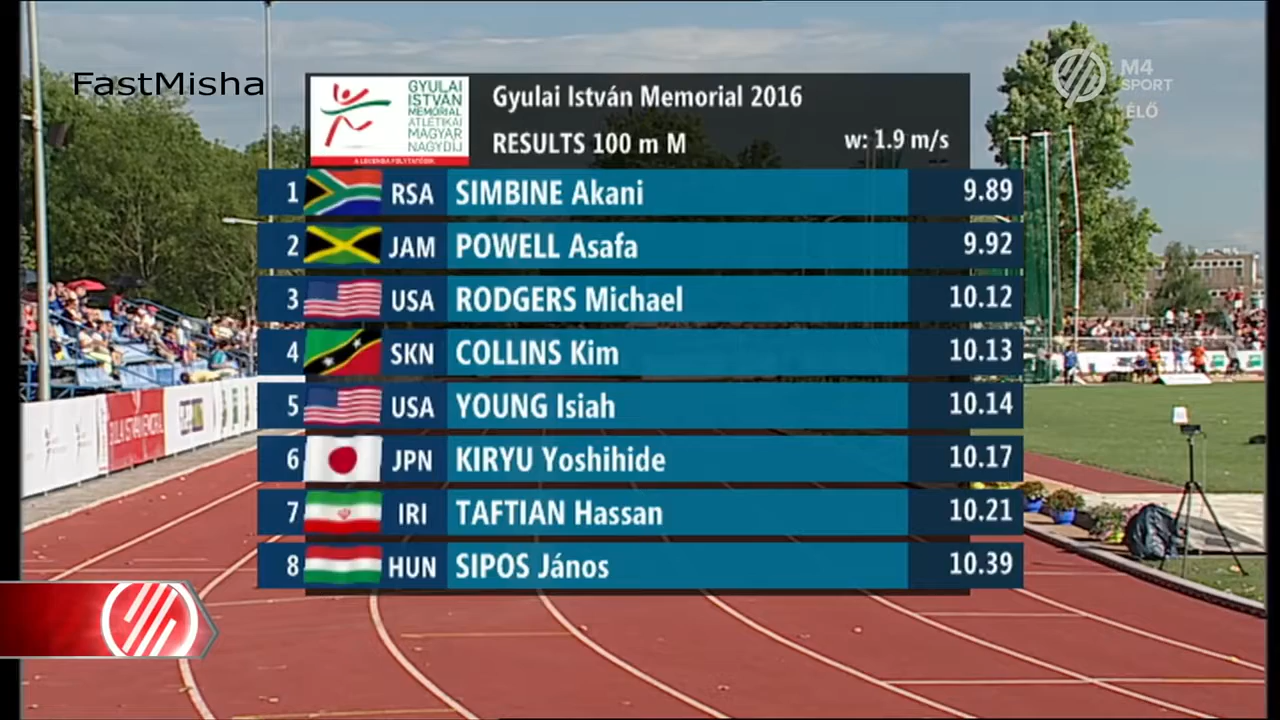 FastMisha
M4
SPORT
ÉLŐ
GYULAI
ISTVÁN
MEMORIAL
ATLÉTIKAI
MAGYAR
NAGYDÍJ
A LEGENDA FOLYTATÓDIK
Gyulai István Memorial 2016
RESULTS 100 m M w: 1.9 m/s
1 RSA SIMBINE Akani 9.89
2 JAM POWELL Asafa 9.92
3 USA RODGERS Michael 10.12
4 SKN COLLINS Kim 10.13
5 USA YOUNG Isiah 10.14
6 JPN KIRYU Yoshihide 10.17
7 IRI TAFTIAN Hassan 10.21
8 HUN SIPOS János 10.39